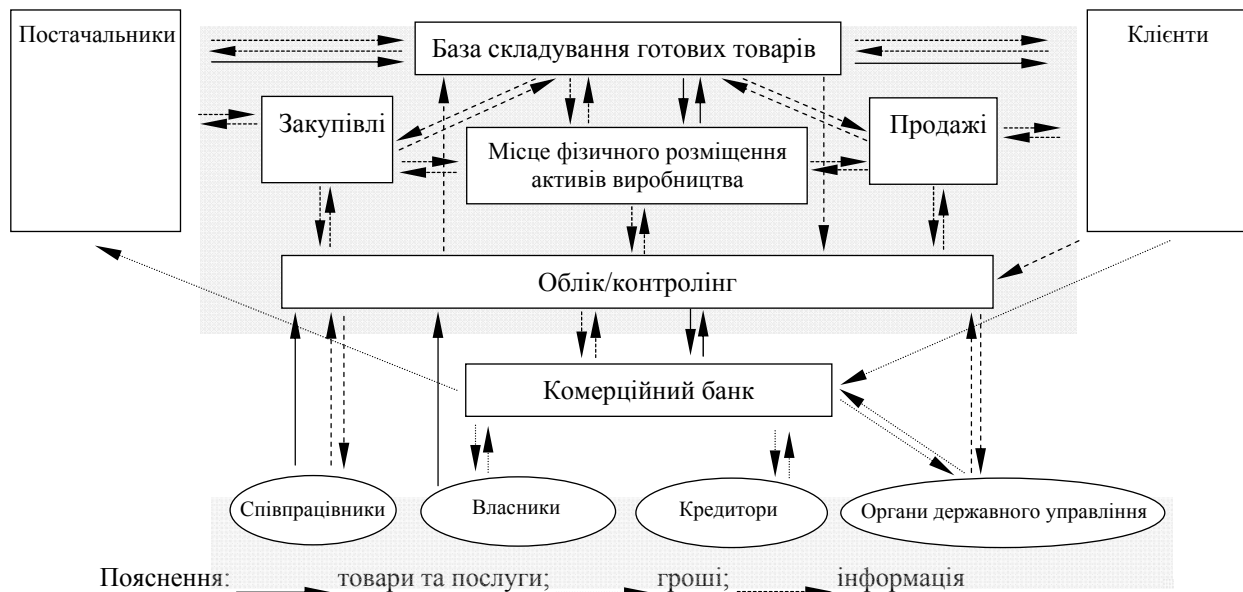 Постачальники
База складування готових товарів
Клієнти
Закупівлі
Місце фізичного розміщення
активів виробництва
Продажі
Облік/контролінг
Комерційний банк
Співпрацівники
Власники
Кредитори
Органи державного управління
Пояснення: товари та послуги; гроші; інформація